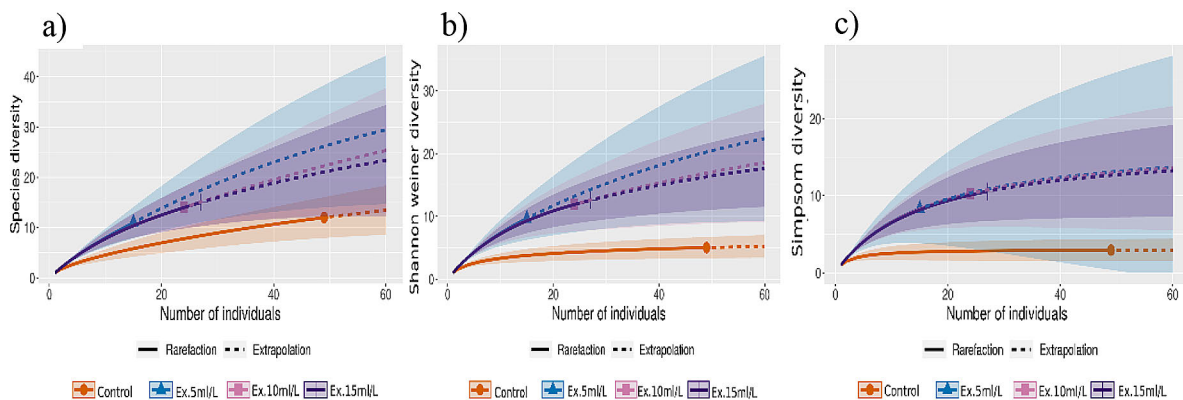 a)
Species diversity
40
30
20
10
0
0 20 40 60
Number of individuals
Rarefaction Extrapolation
Control Ex.5ml/L Ex.10ml/L Ex.15ml/L
b)
Shannon weiner diversity
30
20
10
0
0 20 40 60
Number of individuals
Rarefaction Extrapolation
Control Ex.5ml/L Ex.10ml/L Ex.15ml/L
c)
Simpsom diversity
20
10
0
0 20 40 60
Number of individuals
Rarefaction Extrapolation
Control Ex.5ml/L Ex.10ml/L Ex.15ml/L